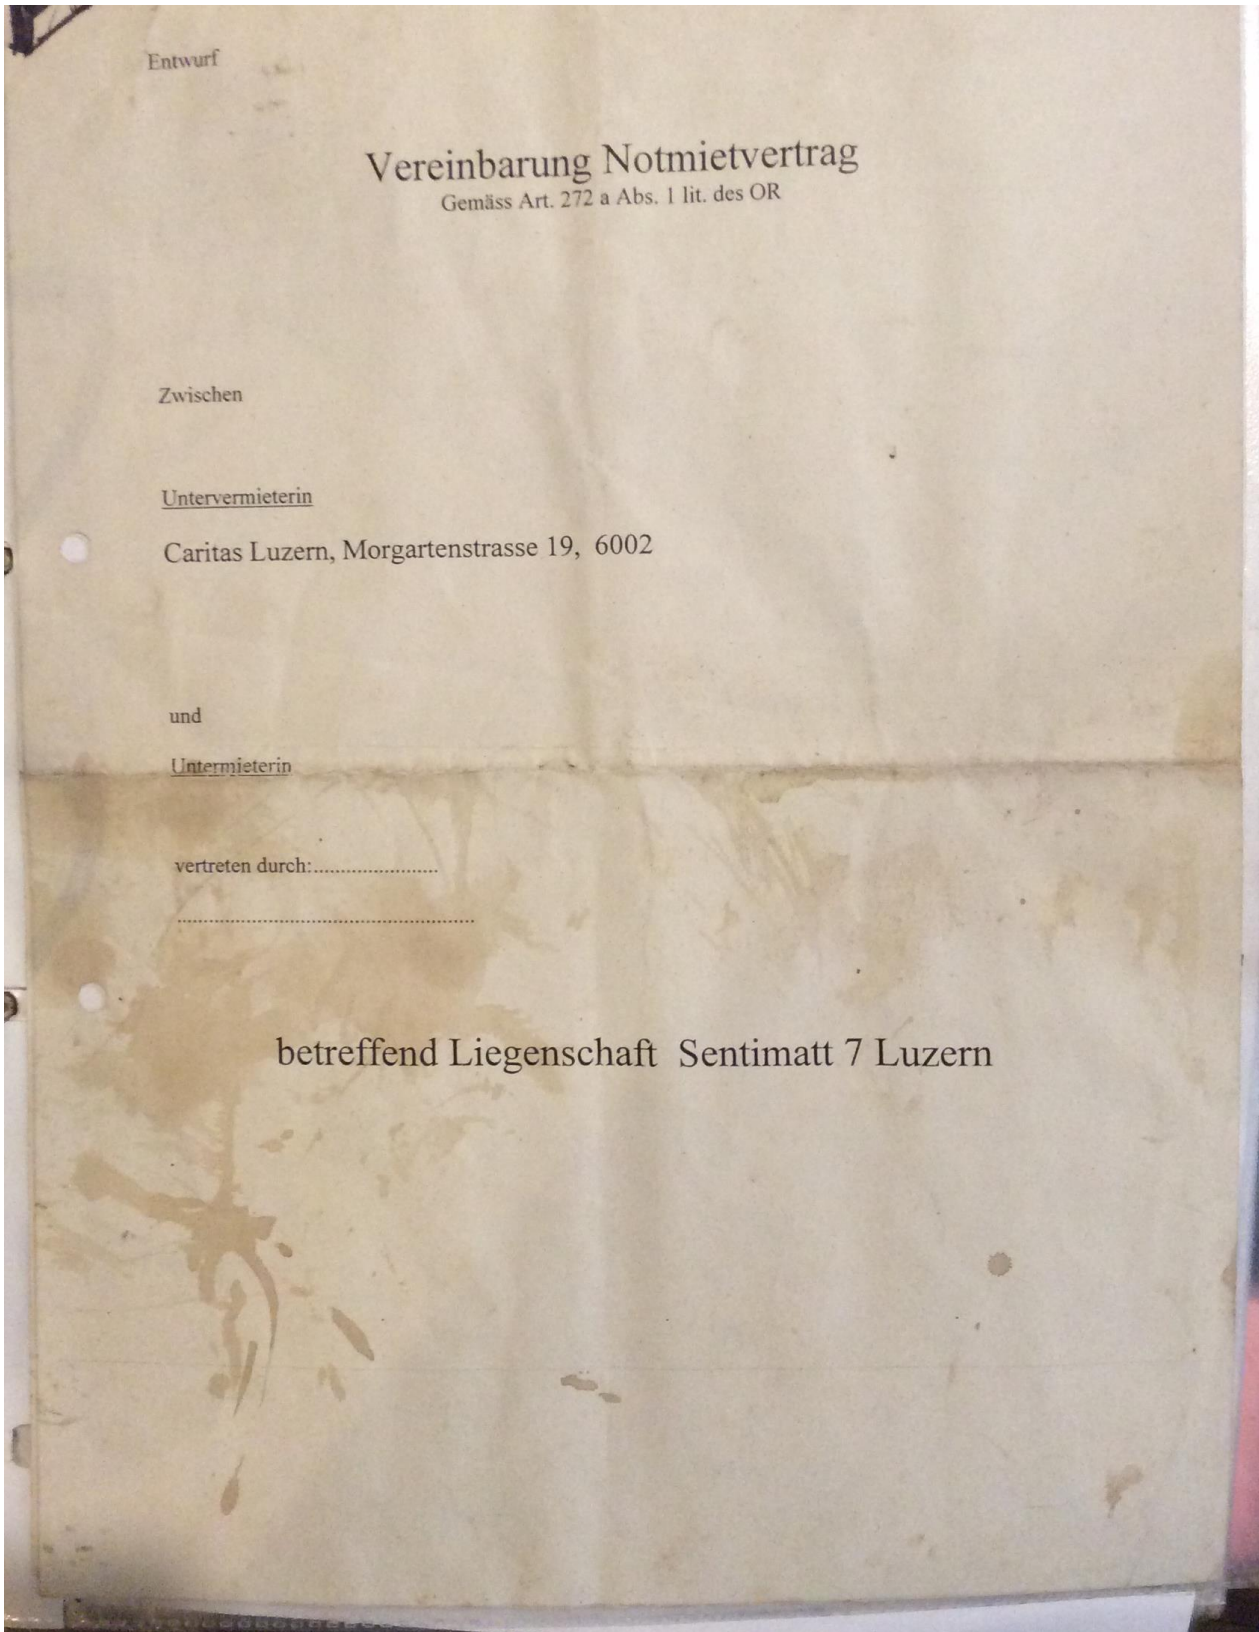 Entwurf
Vereinbarung Notmietvertrag
Gemäss Art. 272 a Abs. 1 lit. des OR
Zwischen
Untervermieterin
Caritas Luzern, Morgartenstrasse 19, 6002
und
Untermieterin
vertreten durch:.......................
......................................................
betreffend Liegenschaft Sentimatt 7 Luzern